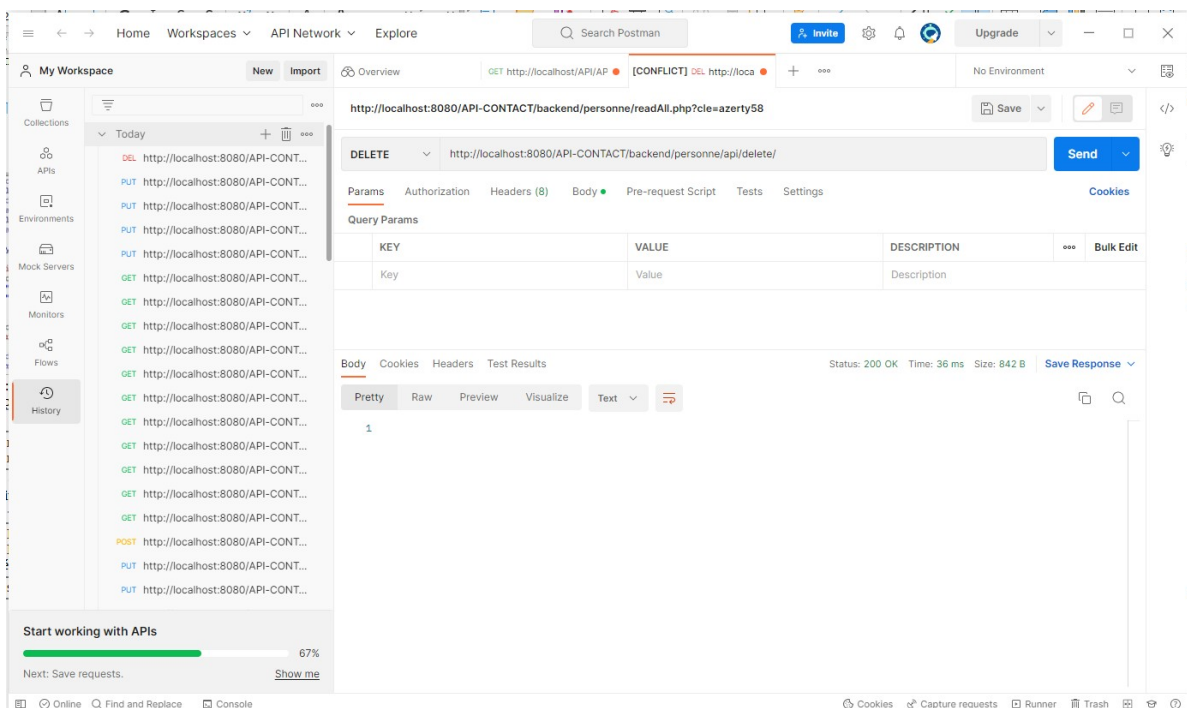 Home Workspaces API Network Explore Search Postman Invite Upgrade
My Workspace New Import Overview GET http://localhost/API/AP [CONFLICT] DEL http://loca No Environment
Collections
APIs
Environments
Mock Servers
Monitors
Flows
History
Today
DEL http://localhost:8080/API-CONT...
PUT http://localhost:8080/API-CONT...
PUT http://localhost:8080/API-CONT...
PUT http://localhost:8080/API-CONT...
PUT http://localhost:8080/API-CONT...
GET http://localhost:8080/API-CONT...
GET http://localhost:8080/API-CONT...
GET http://localhost:8080/API-CONT...
GET http://localhost:8080/API-CONT...
GET http://localhost:8080/API-CONT...
GET http://localhost:8080/API-CONT...
GET http://localhost:8080/API-CONT...
GET http://localhost:8080/API-CONT...
GET http://localhost:8080/API-CONT...
GET http://localhost:8080/API-CONT...
GET http://localhost:8080/API-CONT...
POST http://localhost:8080/API-CONT...
PUT http://localhost:8080/API-CONT...
PUT http://localhost:8080/API-CONT...
Start working with APIs
67%
Next: Save requests. Show me
http://localhost:8080/API-CONTACT/backend/personne/readAll.php?cle=azerty58 Save
DELETE http://localhost:8080/API-CONTACT/backend/personne/api/delete/ Send
Params Authorization Headers (8) Body Pre-request Script Tests Settings Cookies
Query Params
KEY VALUE DESCRIPTION Bulk Edit
Key Value Description
Body Cookies Headers Test Results Status: 200 OK Time: 36 ms Size: 842 B Save Response
Pretty Raw Preview Visualize Text
1
Online Find and Replace Console Cookies Capture requests Runner Trash